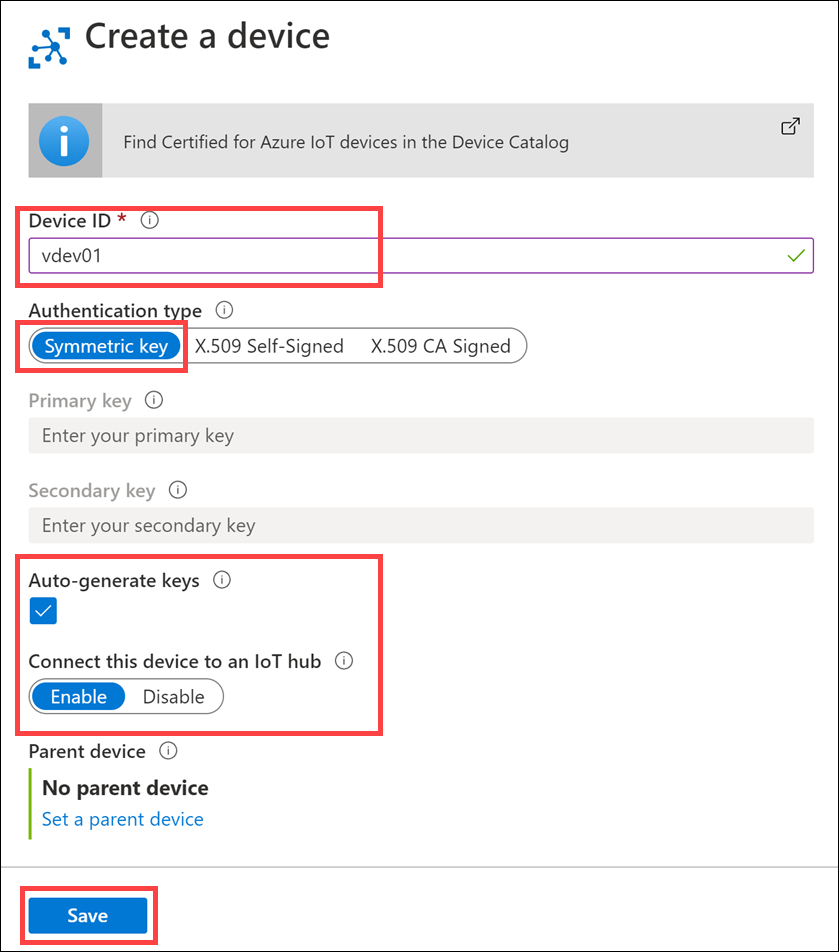 Create a device
Find Certified for Azure IoT devices in the Device Catalog
Device ID *
vdev01
Authentication type
Symmetric key X.509 Self-Signed X.509 CA Signed
Primary key
Enter your primary key
Secondary key
Enter your secondary key
Auto-generate keys
Connect this device to an IoT hub
Enable Disable
Parent device
No parent device
Set a parent device
Save